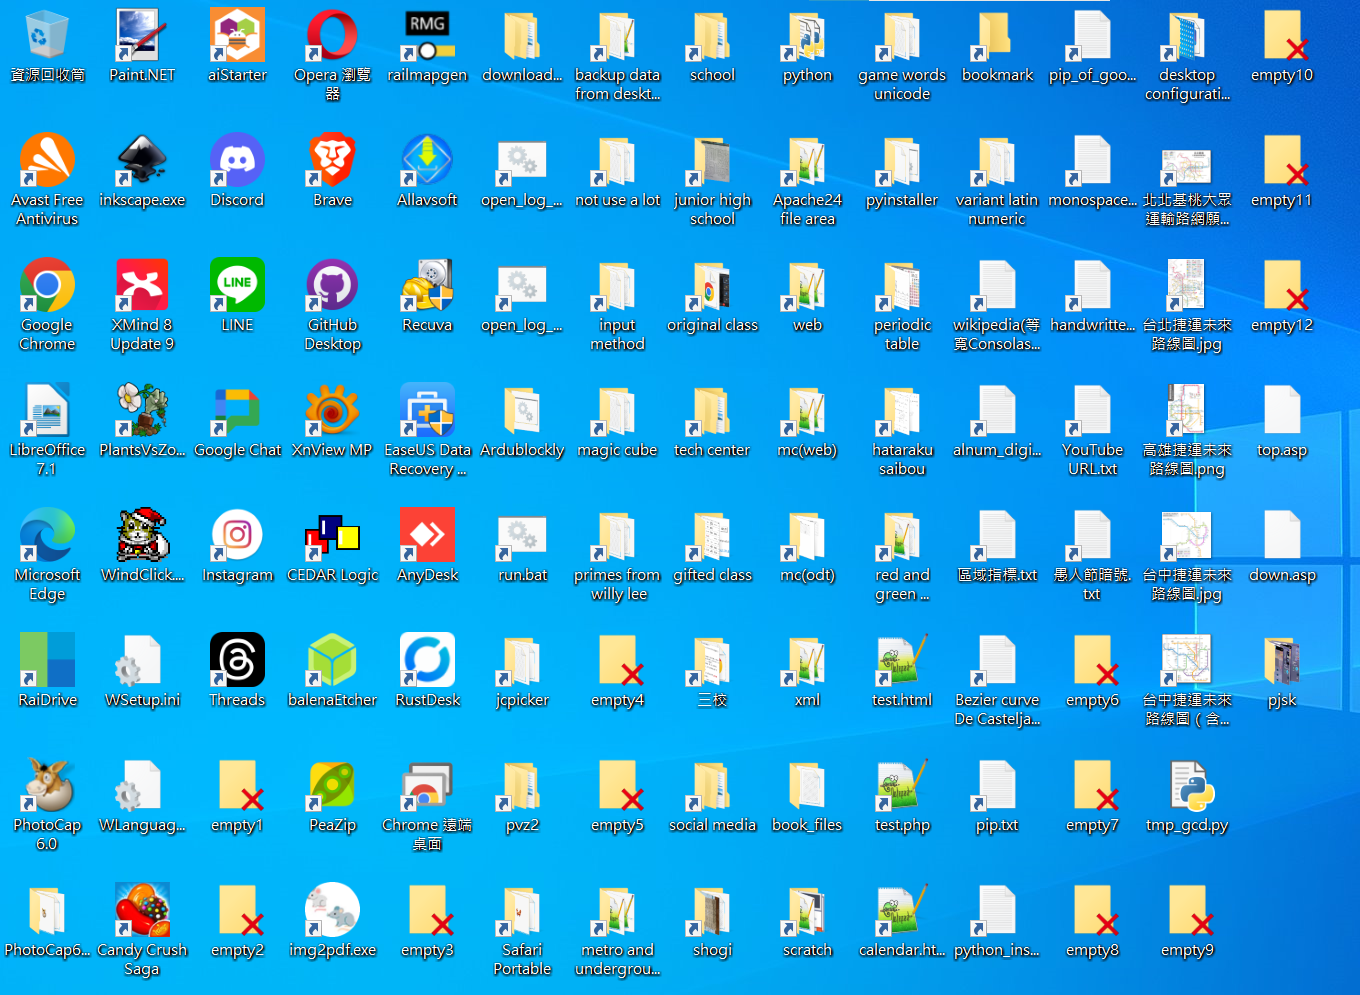 RMG
資源回收筒
Paint.NET
aiStarter
Opera 瀏覽
器
railmapgen
download...
backup data
from deskt...
school
python
game words
unicode
bookmark
pip_of_goo...
desktop
configurati...
empty10
Avast Free
Antivirus
inkscape.exe
Discord
Brave
Allavsoft
open_log_...
not use a lot
junior high
school
Apache24
file area
pyinstaller
variant latin
numeric
monospace...
北北基桃大眾
運輸路網願...
empty11
LINE
Google
Chrome
XMind 8
Update 9
LINE
GitHub
Desktop
Recuva
open_log_...
input
method
original class
web
periodic
table
wikipedia(等
寬Consolas...
handwritte...
台北捷運未來
路線圖.jpg
empty12
LibreOffice
7.1
PlantsVsZo...
Google Chat
XnView MP
EaseUS Data
Recovery ...
Ardublockly
magic cube
tech center
mc(web)
hataraku
saibou
alnum_digi...
YouTube
URL.txt
高雄捷運未來
路線圖.png
top.asp
Microsoft
Edge
WindClick....
Instagram
CEDAR Logic
AnyDesk
run.bat
primes from
willy lee
gifted class
mc(odt)
red and
green ...
區域指標.txt
愚人節暗號.
txt
台中捷運未來
路線圖.jpg
down.asp
RaiDrive
WSetup.ini
Threads
balenaEtcher
RustDesk
jcpicker
empty4
三校
xml
test.html
Bezier curve
De Castelja...
empty6
台中捷運未來
路線圖（含...
pjsk
PhotoCap
6.0
WLanguag...
empty1
PeaZip
Chrome 遠端
桌面
pvz2
empty5
social media
book_files
test.php
pip.txt
empty7
tmp_gcd.py
PhotoCap6...
Candy Crush
Saga
empty2
img2pdf.exe
empty3
Safari
Portable
metro and
undergrou...
shogi
scratch
calendar.ht...
python_ins...
empty8
empty9